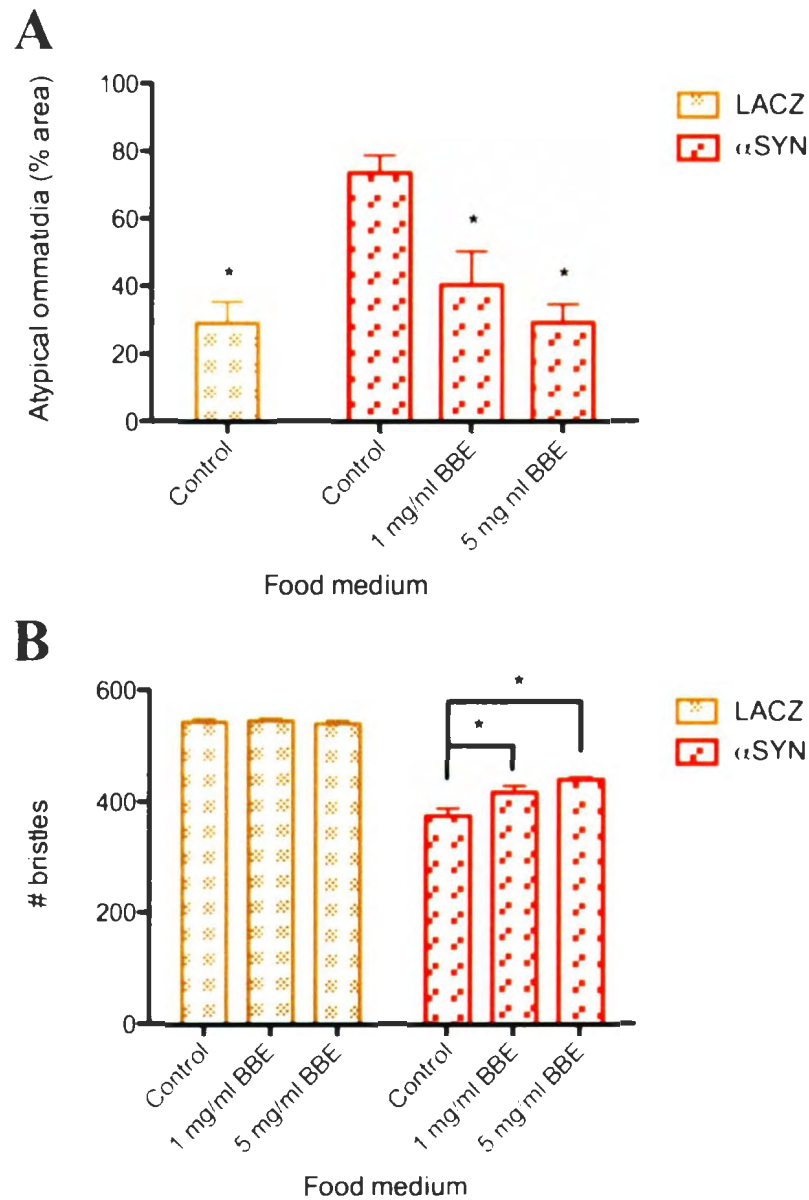 A
Atypical ommatidia (% area)
100
80
60
40
20
0
*
*
*
Control
Control
1 mg/ml BBE
5 mg ml BBE
Food medium
LACZ
αSYN
B
# bristles
600
400
200
0
*
*
Control
1 mg/ml BBE
5 mg/ml BBE
Control
1 mg/ml BBE
5 mg/ml BBE
Food medium
LACZ
αSYN